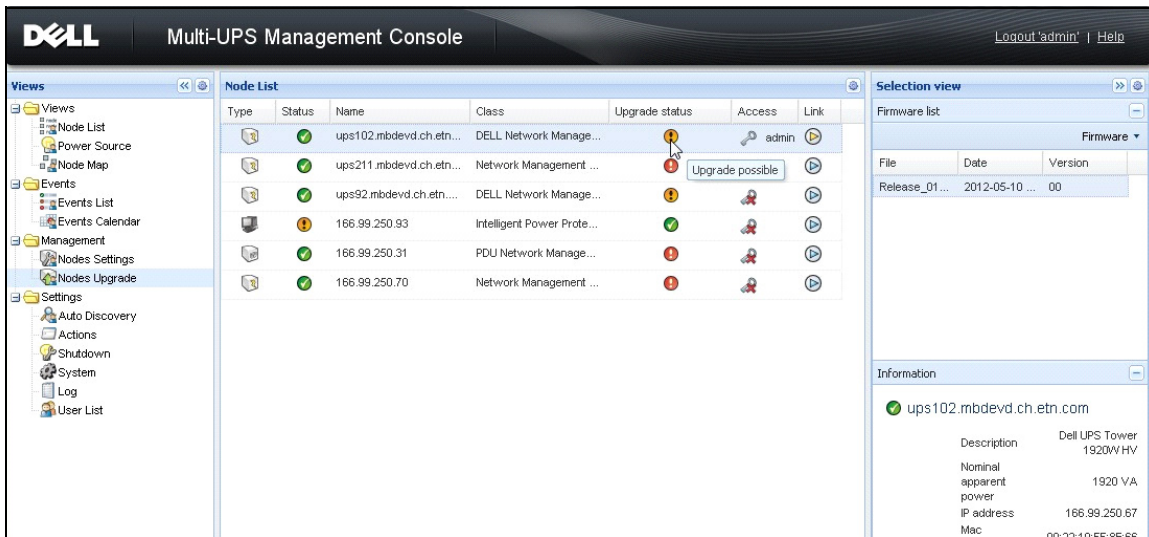 DELL
Multi-UPS Management Console
Logout 'admin' | Help
Views
Views
Node List
Power Source
Node Map
Events
Events List
Events Calendar
Management
Nodes Settings
Nodes Upgrade
Settings
Auto Discovery
Actions
Shutdown
System
Log
User List
Node List
Type Status Name Class Upgrade status Access Link
ups102.mbdevd.ch.etn... DELL Network Manage... admin
ups211.mbdevd.ch.etn... Network Management ...
Upgrade possible
ups92.mbdevd.ch.etn.... DELL Network Manage...
166.99.250.93 Intelligent Power Prote...
166.99.250.31 PDU Network Manage...
166.99.250.70 Network Management ...
Selection view
Firmware list
Firmware
File Date Version
Release_01... 2012-05-10 ... 00
Information
ups102.mbdevd.ch.etn.com
Description Dell UPS Tower
1920W HV
Nominal
apparent
power 1920 VA
IP address 166.99.250.67
Mac